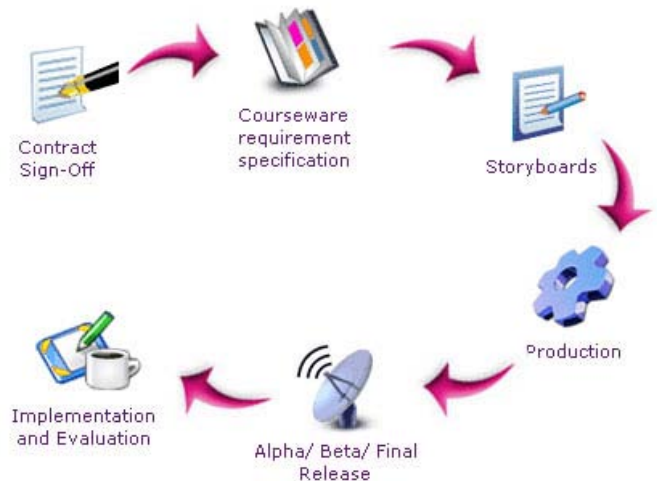 Contract
Sign-Off
Courseware
requirement
specification
Storyboards
Production
Alpha/ Beta/ Final
Release
Implementation
and Evaluation